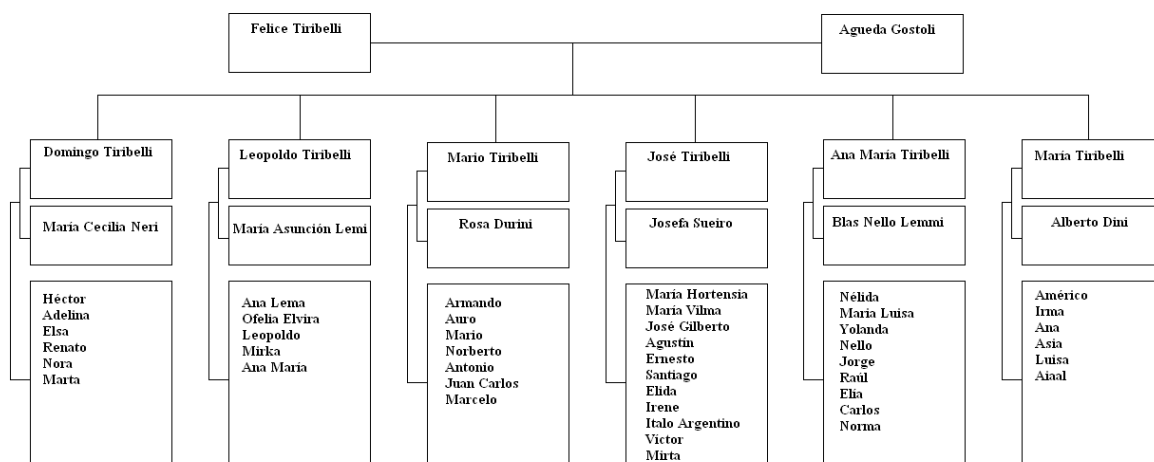 Felice Tiribelli
Agueda Gostoli
Domingo Tiribelli
María Cecilia Neri
Héctor
Adelina
Elsa
Renato
Nora
Marta
Leopoldo Tiribelli
María Asunción Lemi
Ana Lema
Ofelia Elvira
Leopoldo
Mirka
Ana María
Mario Tiribelli
Rosa Durini
Armando
Auro
Mario
Norberto
Antonio
Juan Carlos
Marcelo
José Tiribelli
Josefa Sueiro
María Hortensia
María Vilma
José Gilberto
Agustín
Ernesto
Santiago
Elida
Irene
Italo Argentino
Víctor
Mirta
Ana María Tiribelli
Blas Nello Lemmi
Nélida
María Luisa
Yolanda
Nello
Jorge
Raúl
Elía
Carlos
Norma
María Tiribelli
Alberto Dini
Américo
Irma
Ana
Asía
Luisa
Aiaal